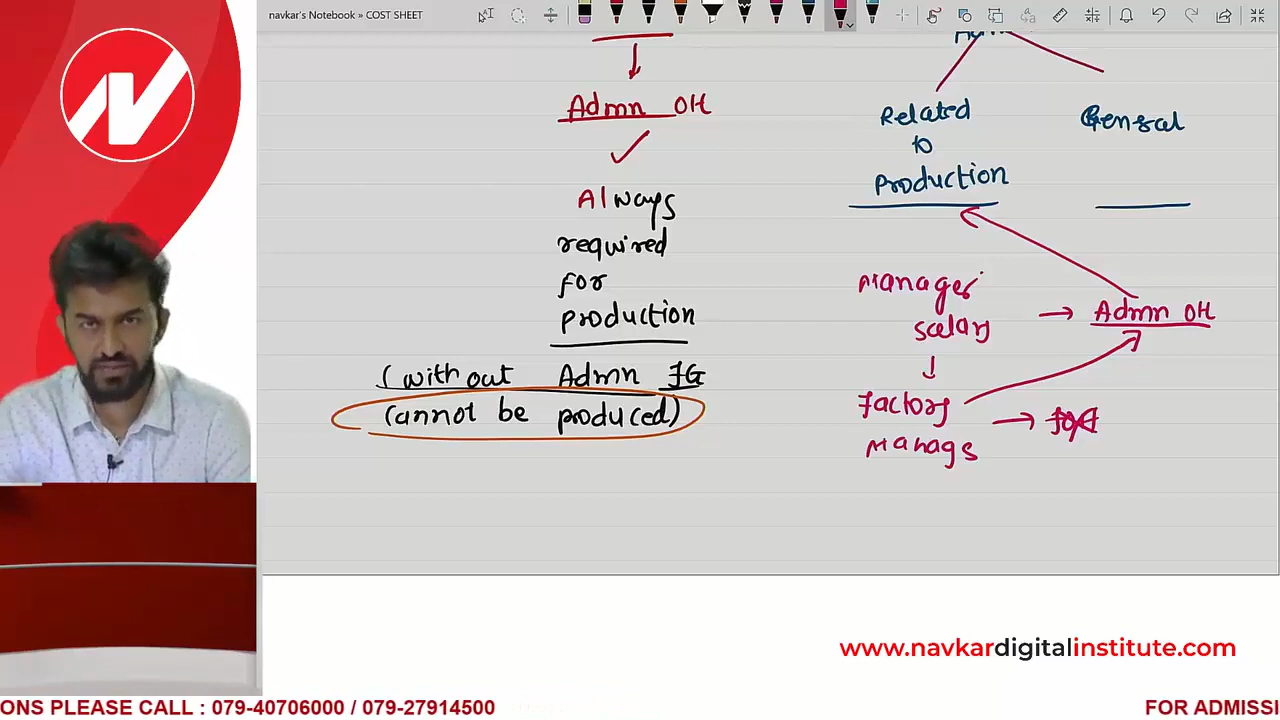 navkar's Notebook > COST SHEET
Admn OH
Always
required
for
production
(without Admn FG
cannot be produced)
Related
to
Production
General
Manager
salary
→ Admn OH
Factory
Manags
www.navkardigitalinstitute.com
ONS PLEASE CALL : 079-40706000 / 079-27914500
FOR ADMISSI